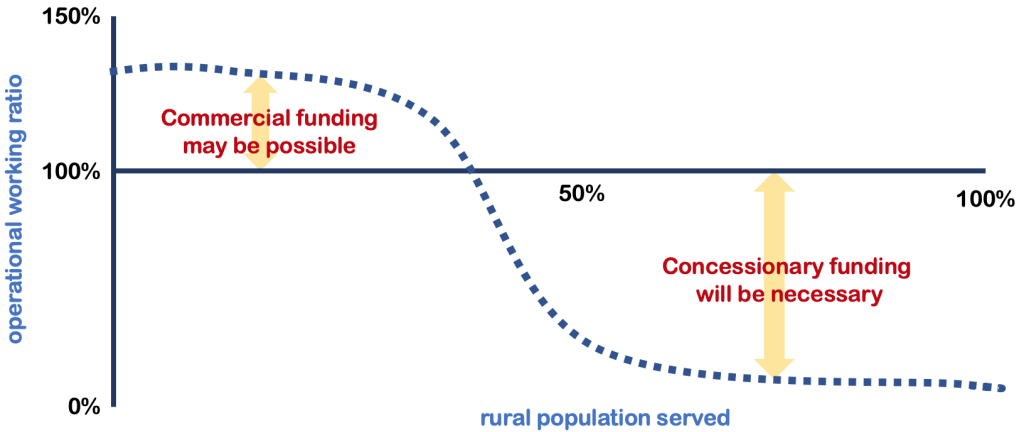 150%
operational working ratio
Commercial funding
may be possible
100%
50%
100%
Concessionary funding
will be necessary
0%
rural population served